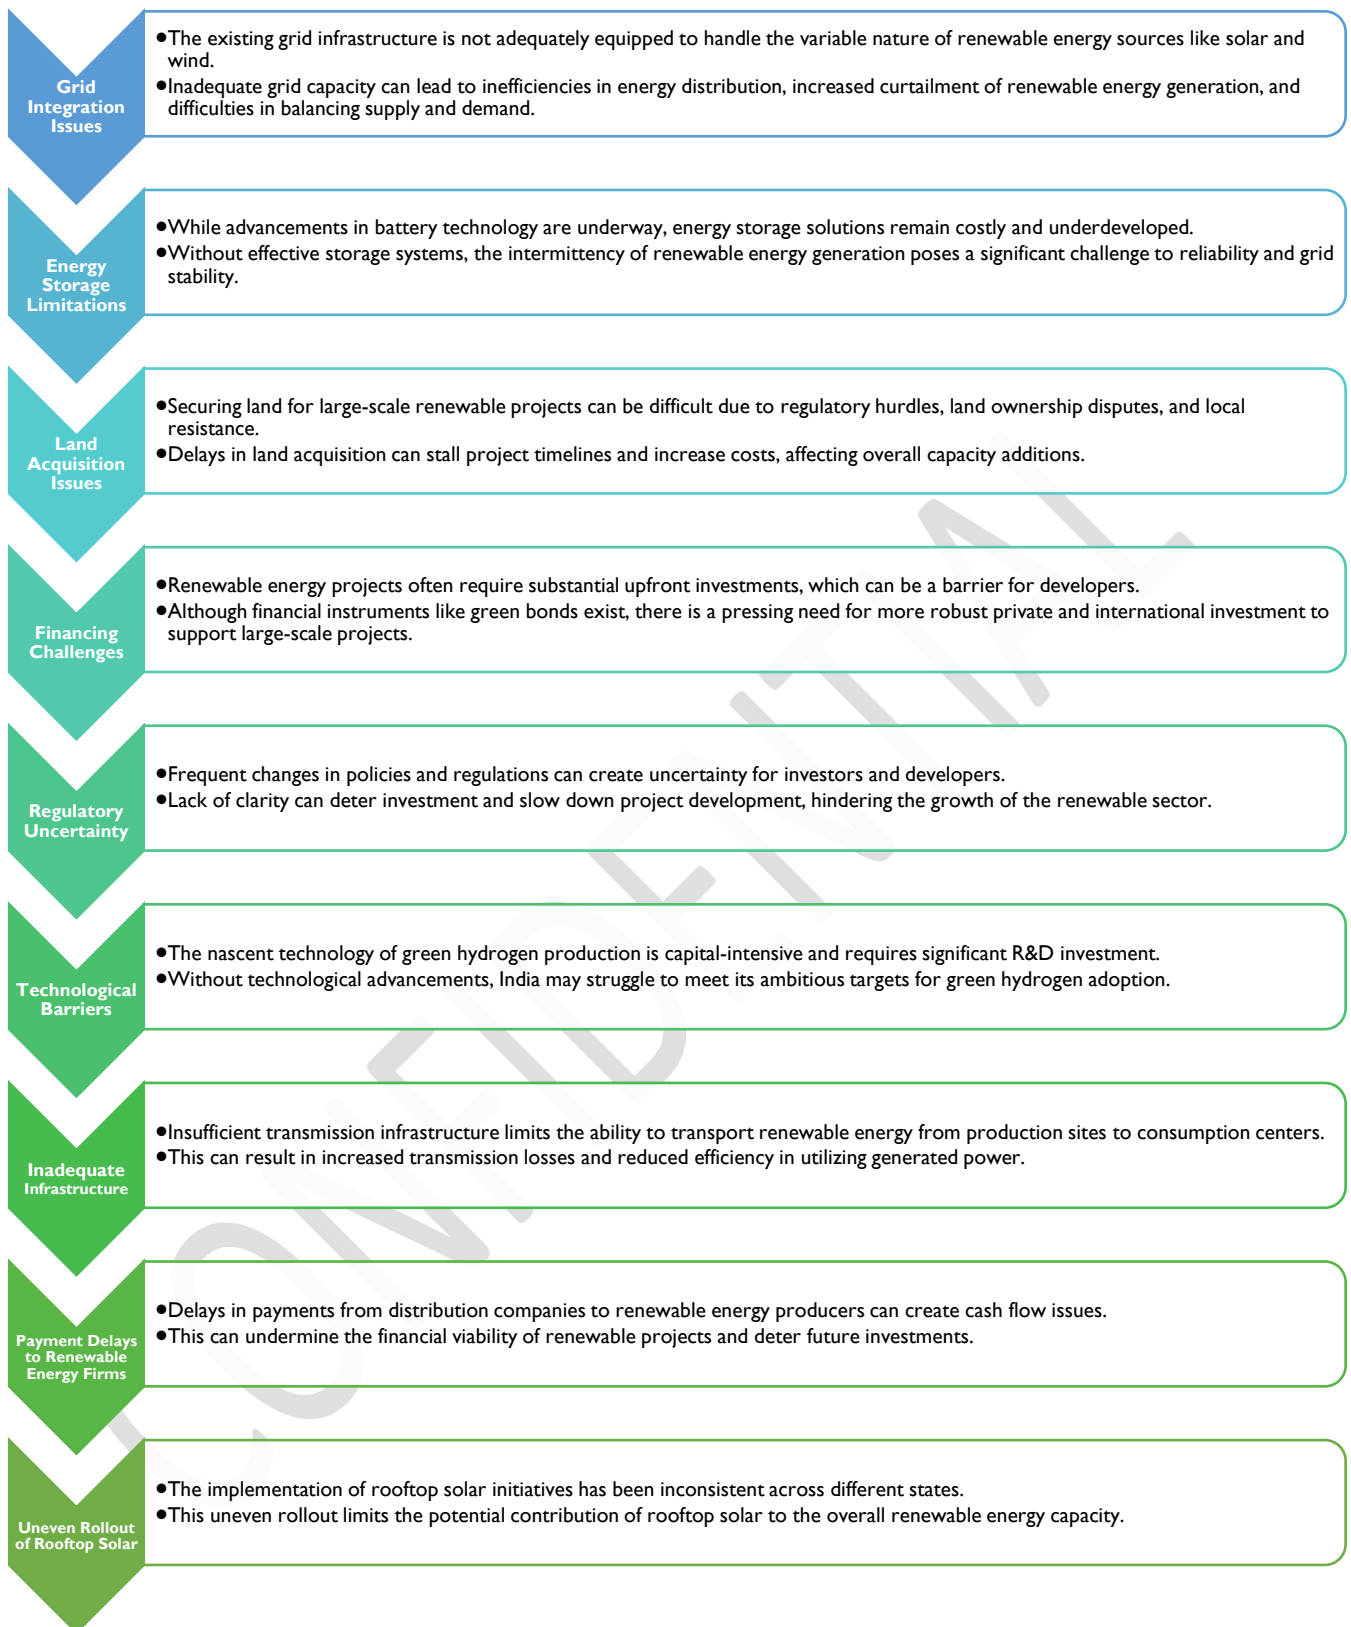 Grid
Integration
Issues
●The existing grid infrastructure is not adequately equipped to handle the variable nature of renewable energy sources like solar and
wind.
●Inadequate grid capacity can lead to inefficiencies in energy distribution, increased curtailment of renewable energy generation, and
difficulties in balancing supply and demand.
Energy
Storage
Limitations
●While advancements in battery technology are underway, energy storage solutions remain costly and underdeveloped.
●Without effective storage systems, the intermittency of renewable energy generation poses a significant challenge to reliability and grid
stability.
Land
Acquisition
Issues
●Securing land for large-scale renewable projects can be difficult due to regulatory hurdles, land ownership disputes, and local
resistance.
●Delays in land acquisition can stall project timelines and increase costs, affecting overall capacity additions.
Financing
Challenges
●Renewable energy projects often require substantial upfront investments, which can be a barrier for developers.
●Although financial instruments like green bonds exist, there is a pressing need for more robust private and international investment to
support large-scale projects.
Regulatory
Uncertainty
●Frequent changes in policies and regulations can create uncertainty for investors and developers.
●Lack of clarity can deter investment and slow down project development, hindering the growth of the renewable sector.
Technological
Barriers
●The nascent technology of green hydrogen production is capital-intensive and requires significant R&D investment.
●Without technological advancements, India may struggle to meet its ambitious targets for green hydrogen adoption.
Inadequate
Infrastructure
●Insufficient transmission infrastructure limits the ability to transport renewable energy from production sites to consumption centers.
●This can result in increased transmission losses and reduced efficiency in utilizing generated power.
Payment Delays
to Renewable
Energy Firms
●Delays in payments from distribution companies to renewable energy producers can create cash flow issues.
●This can undermine the financial viability of renewable projects and deter future investments.
Uneven Rollout
of Rooftop Solar
●The implementation of rooftop solar initiatives has been inconsistent across different states.
●This uneven rollout limits the potential contribution of rooftop solar to the overall renewable energy capacity.
CONFIDENTIAL